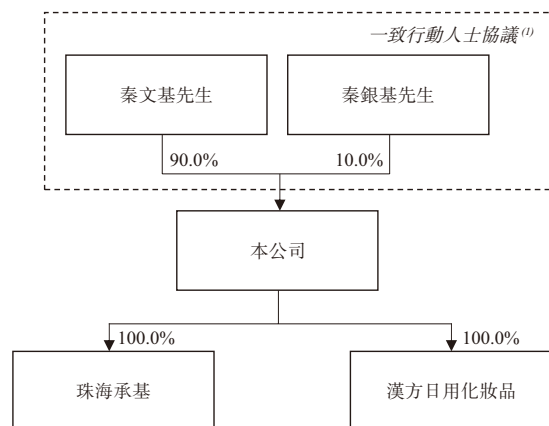 一致行動人士協議(1)
秦文基先生
秦銀基先生
90.0%
10.0%
本公司
100.0%
100.0%
珠海承基
漢方日用化妝品